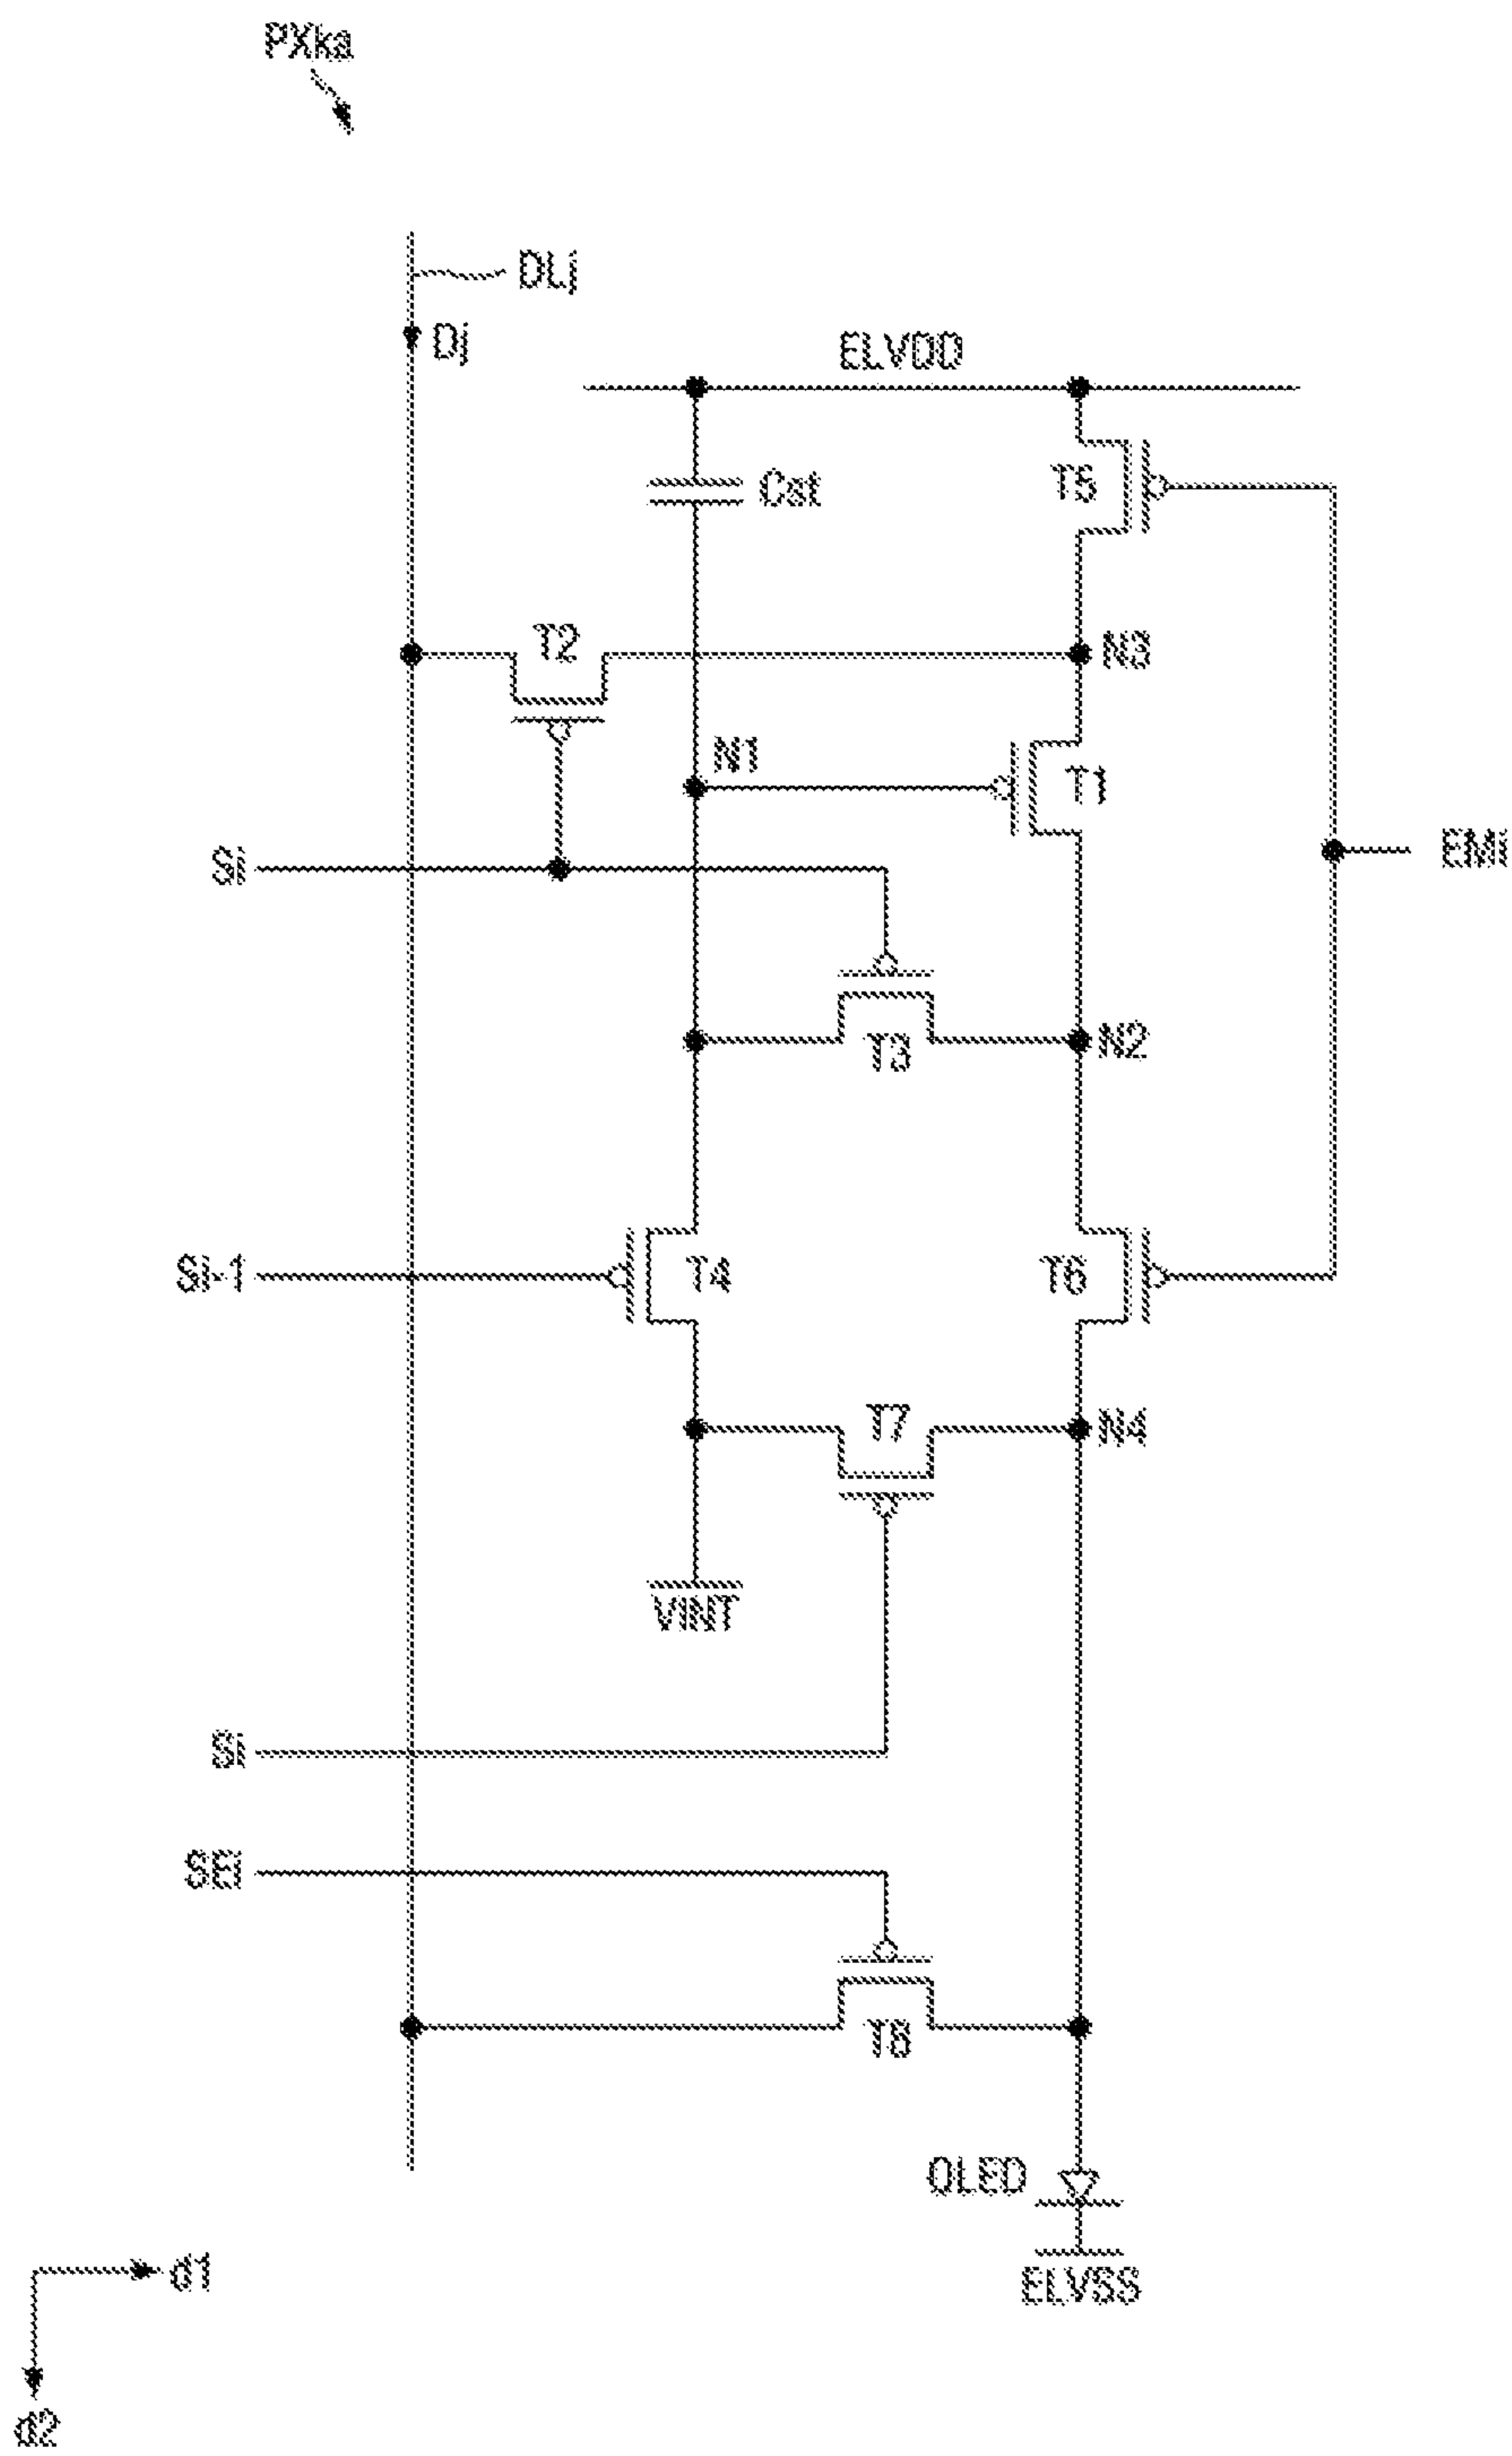 PXka
DLj
Dj
ELVDD
Cst
T5
T2
N3
N1
T1
Si
EMi
T3
N2
Si-1
T4
T6
T7
N4
VINT
Si
SEi
T8
OLED
d1
ELVSS
d2